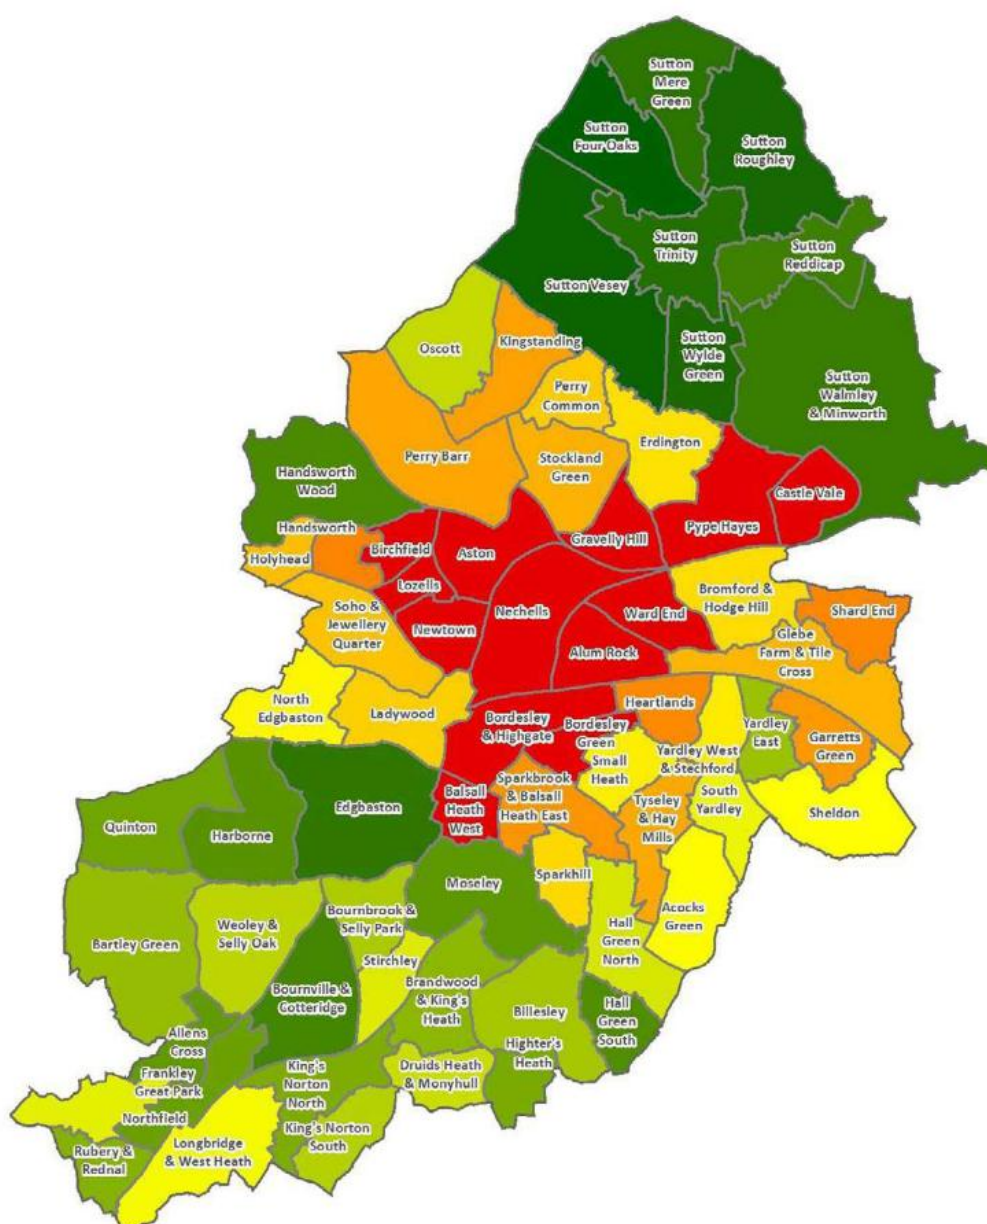 Sutton
Mere
Green
Sutton
Four Oaks
Sutton
Roughley
Sutton
Trinity
Sutton
Reddicap
Sutton Vesey
Sutton
Wylde
Green
Sutton
Walmley
& Minworth
Oscott
Kingstanding
Perry
Common
Erdington
Perry Barr
Stockland
Green
Handsworth
Wood
Castle Vale
Pype Hayes
Handsworth
Holyhead
Birchfield
Aston
Gravelly Hill
Lozells
Nechells
Bromford &
Hodge Hill
Shard End
Soho &
Jewellery
Quarter
Newtown
Ward End
Alum Rock
Glebe
Farm & Tile
Cross
North
Edgbaston
Ladywood
Bordesley
& Highgate
Bordesley
Green
Heartlands
Small
Heath
Yardley West
& Stechford
Yardley
East
Garretts
Green
South
Yardley
Sheldon
Quinton
Harborne
Edgbaston
Balsall
Heath
West
Sparkbrook
& Balsall
Heath East
Tyseley
& Hay
Mills
Moseley
Sparkhill
Acocks
Green
Bartley Green
Weoley &
Selly Oak
Bournbrook &
Selly Park
Stirchley
Hall
Green
North
Bournville &
Cotteridge
Brandwood
& King's
Heath
Billesley
Hall
Green
South
Allens
Cross
Frankley
Great Park
Northfield
King's
Norton
North
Druids Heath
& Monyhull
Highter's
Heath
Rubery &
Rednal
Longbridge
& West Heath
King's Norton
South